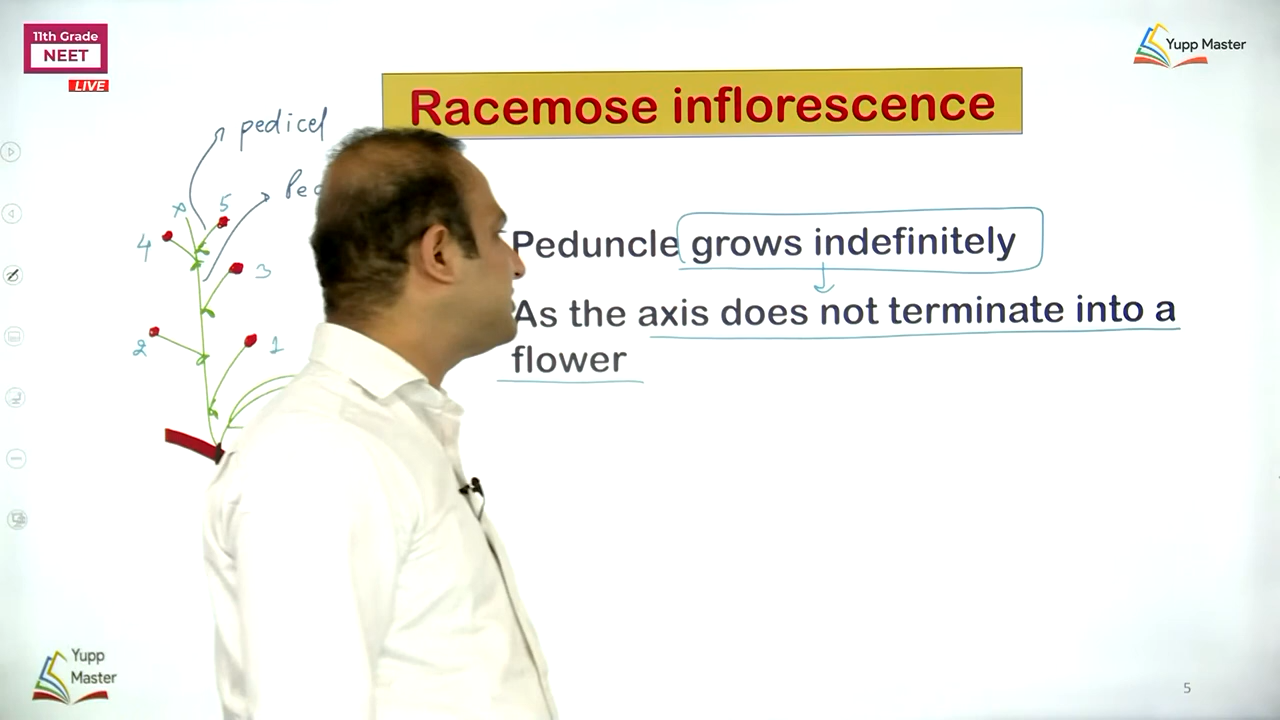 11th Grade
NEET
LIVE
Yupp Master
Racemose inflorescence
pedicel
x 5
4
3
2
1
Peduncle grows indefinitely
As the axis does not terminate into a
flower
Yupp
Master
5